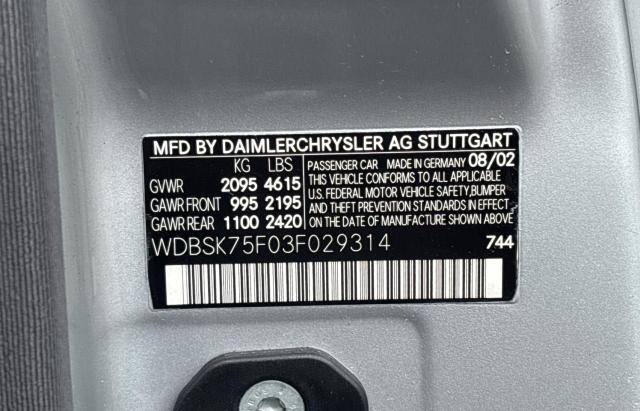 MFD BY DAIMLERCHRYSLER AG STUTTGART
KG LBS
GVWR 2095 4615
GAWR FRONT 995 2195
GAWR REAR 1100 2420
PASSENGER CAR MADE IN GERMANY 08/02
THIS VEHICLE CONFORMS TO ALL APPLICABLE
U.S. FEDERAL MOTOR VEHICLE SAFETY,BUMPER
AND THEFT PREVENTION STANDARDS IN EFFECT ON
DATE OF MANUFACTURE SHOWN ABOVE.
WDBSK75F03F029314 744